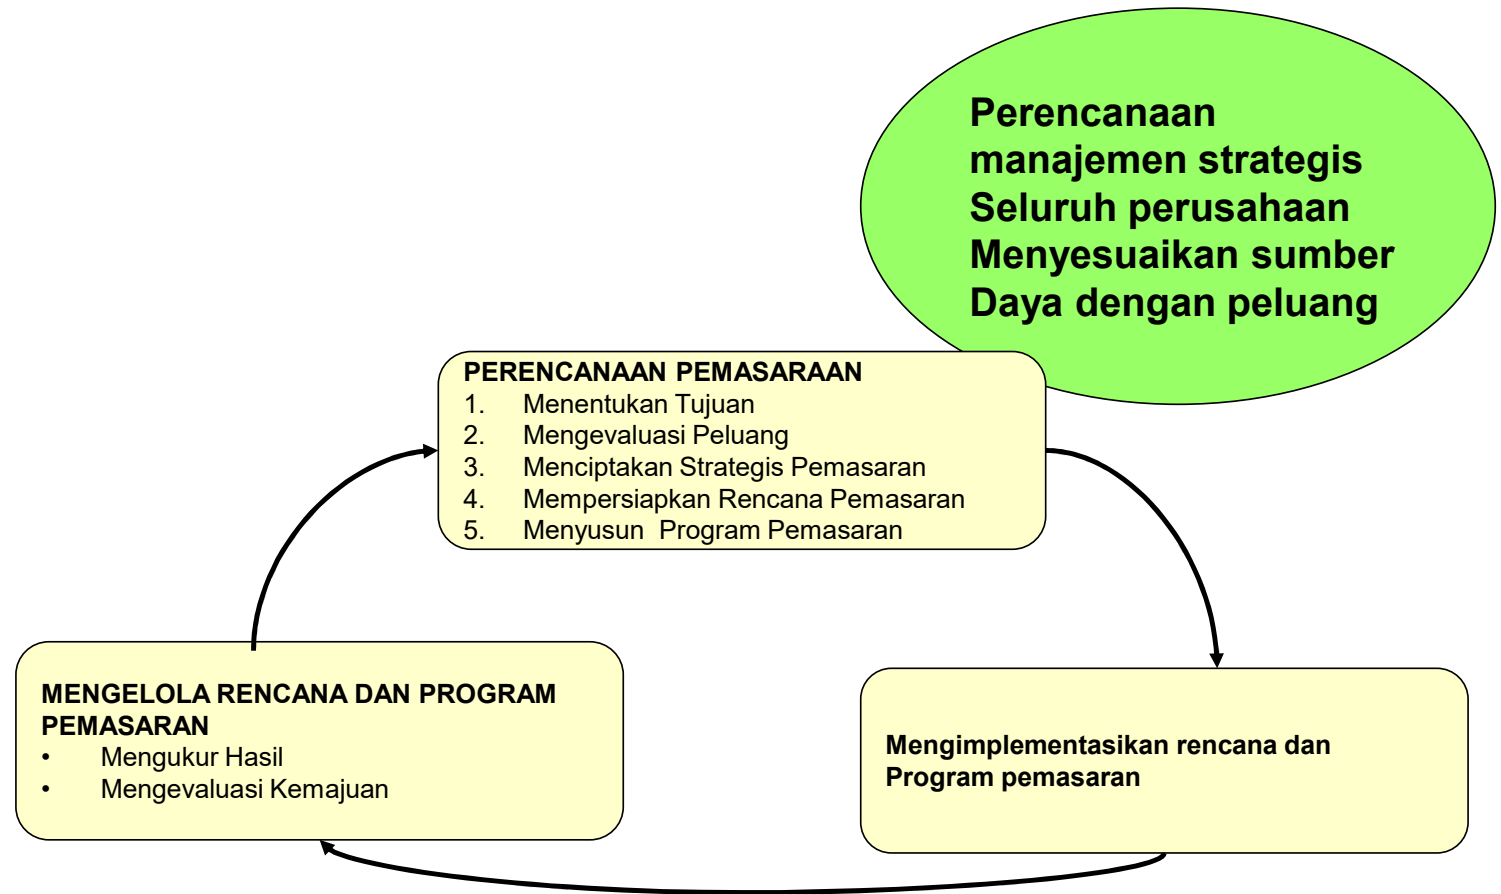 Perencanaan
manajemen strategis
Seluruh perusahaan
Menyesuaikan sumber
Daya dengan peluang
PERENCANAAN PEMASARAAN
1. Menentukan Tujuan
2. Mengevaluasi Peluang
3. Menciptakan Strategis Pemasaran
4. Mempersiapkan Rencana Pemasaran
5. Menyusun  Program Pemasaran
MENGELOLA RENCANA DAN PROGRAM
PEMASARAN
• Mengukur Hasil
• Mengevaluasi Kemajuan
Mengimplementasikan rencana dan
Program pemasaran